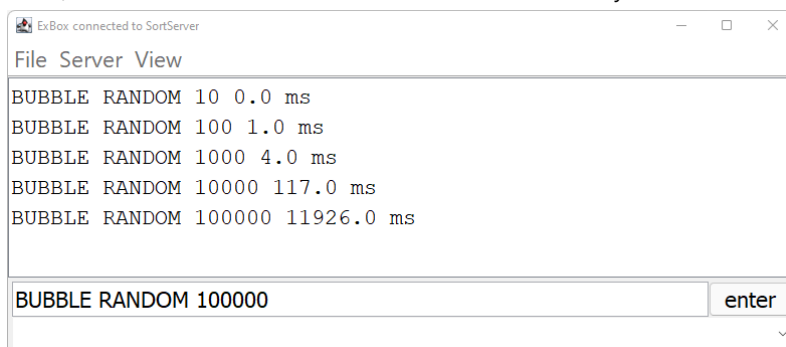 ExBox connected to SortServer
File Server View
BUBBLE RANDOM 10 0.0 ms
BUBBLE RANDOM 100 1.0 ms
BUBBLE RANDOM 1000 4.0 ms
BUBBLE RANDOM 10000 117.0 ms
BUBBLE RANDOM 100000 11926.0 ms
BUBBLE RANDOM 100000 enter